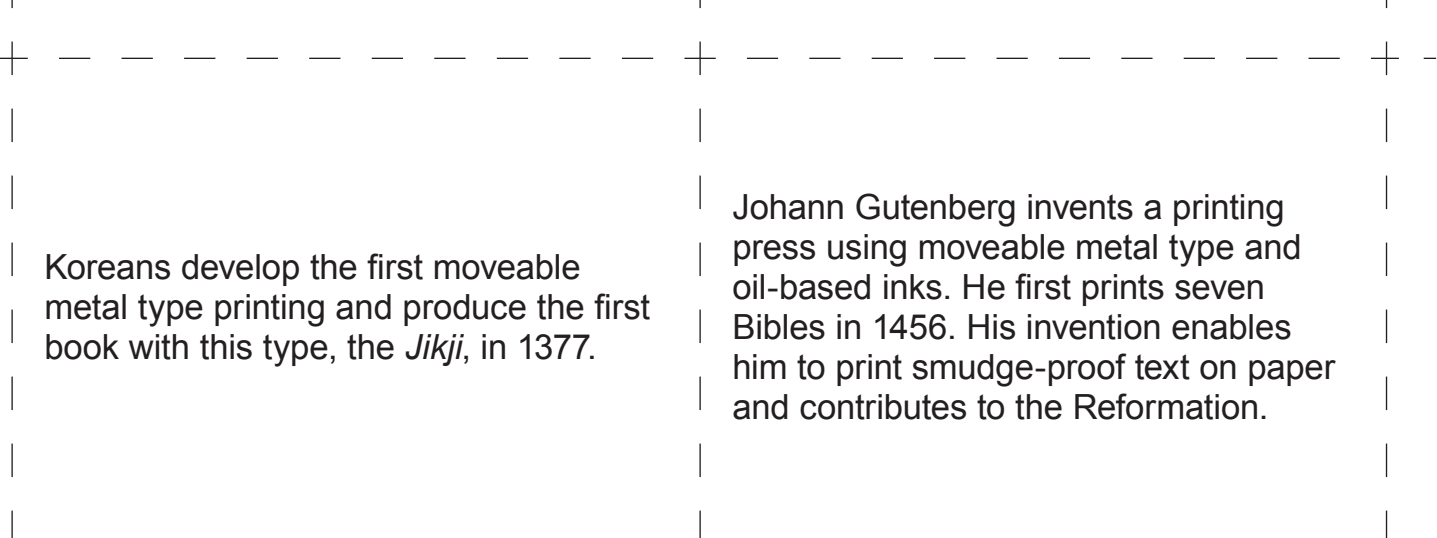 Koreans develop the first moveable
metal type printing and produce the first
book with this type, the Jikji, in 1377.
Johann Gutenberg invents a printing
press using moveable metal type and
oil-based inks. He first prints seven
Bibles in 1456. His invention enables
him to print smudge-proof text on paper
and contributes to the Reformation.